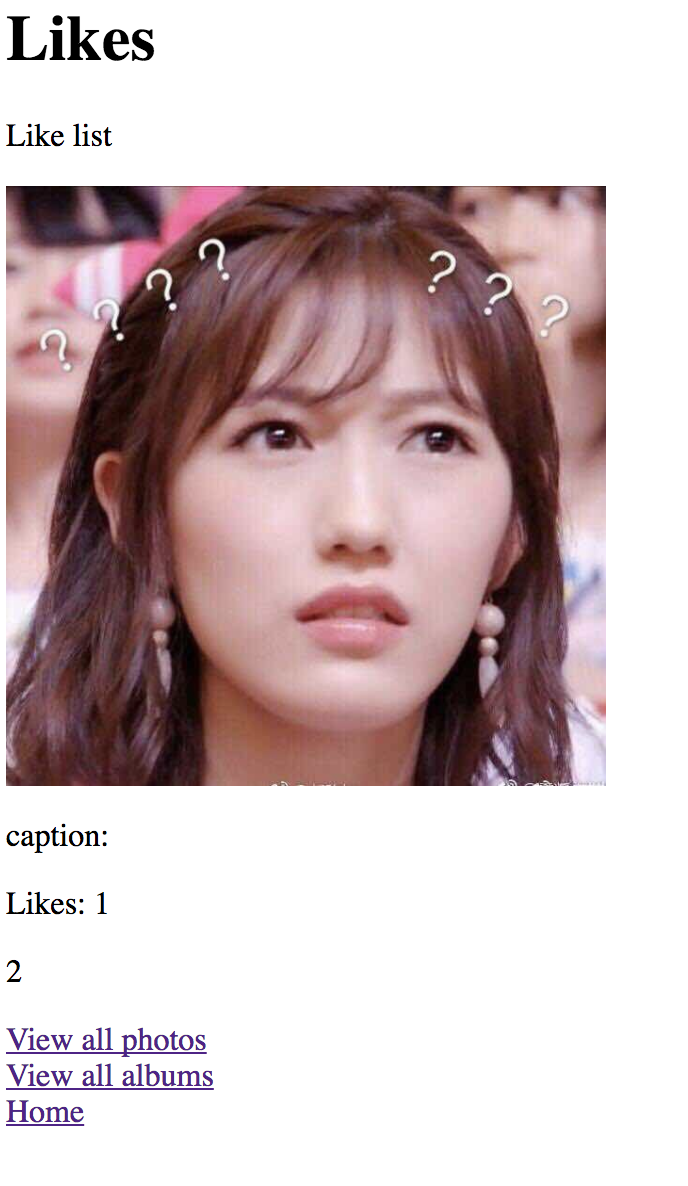 Likes
Like list
? ? ? ? ? ? ?
caption:
Likes: 1
2
View all photos
View all albums
Home